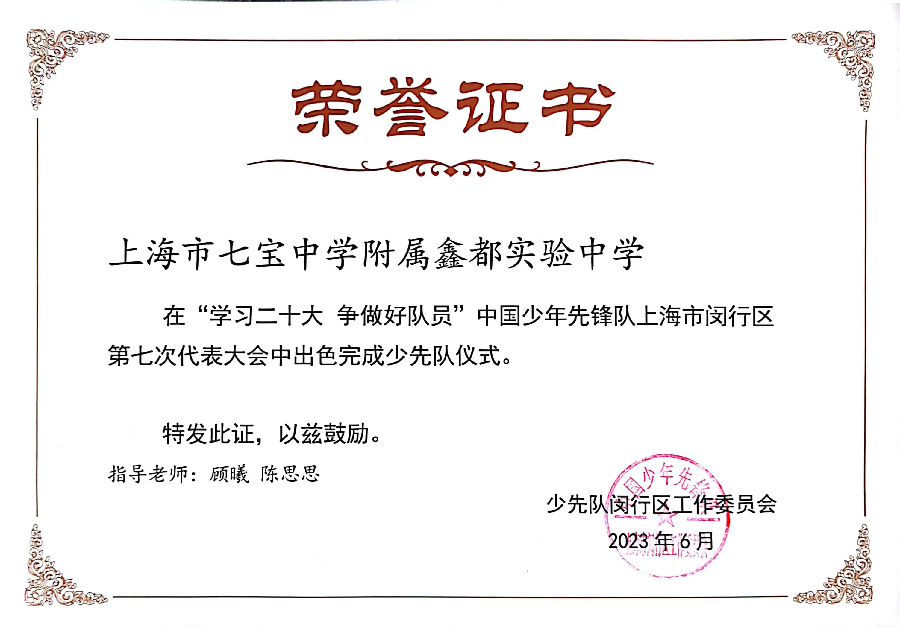 荣誉证书
上海市七宝中学附属鑫都实验中学
在“学习二十大 争做好队员”中国少年先锋队上海市闵行区
第七次代表大会中出色完成少先队仪式。
特发此证，以兹鼓励。
指导老师：顾曦 陈思思
少先队闵行区工作委员会
2023年6月
国少年先锋